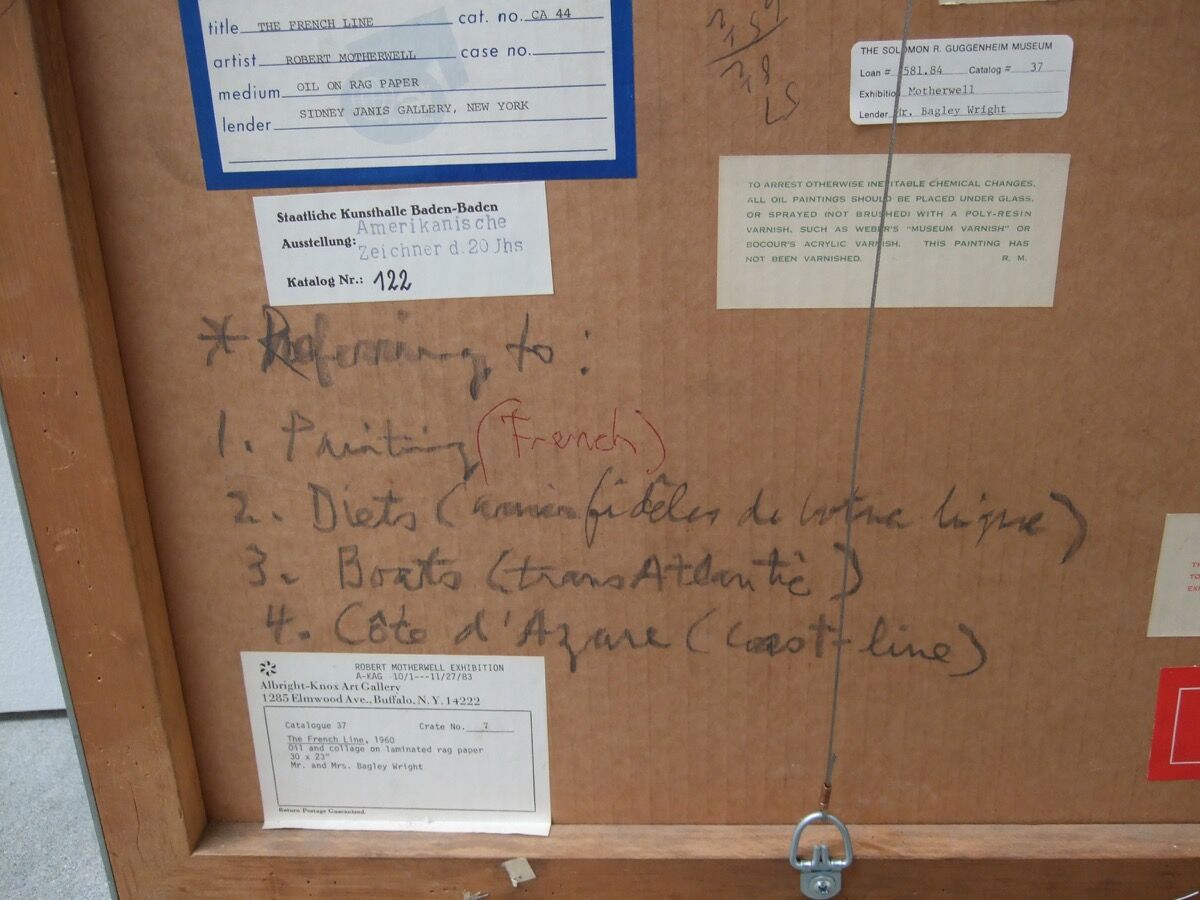 title THE FRENCH LINE cat. no. CA 44
artist ROBERT MOTHERWELL case no.
medium OIL ON RAG PAPER
lender SIDNEY JANIS GALLERY, NEW YORK
THE SOLOMON R. GUGGENHEIM MUSEUM
Loan # 581.84 Catalog # 37
Exhibition Motherwell
Lender Mr. Bagley Wright
Staatliche Kunsthalle Baden-Baden
Ausstellung: Amerikanische
Zeichner d. 20 Jhs
Katalog Nr.: 122
TO ARREST OTHERWISE INEVITABLE CHEMICAL CHANGES,
ALL OIL PAINTINGS SHOULD BE PLACED UNDER GLASS,
OR SPRAYED (NOT BRUSHED) WITH A POLY-RESIN
VARNISH, SUCH AS WEBER'S "MUSEUM VARNISH" OR
BOCOUR'S ACRYLIC VARNISH. THIS PAINTING HAS
NOT BEEN VARNISHED. R. M.
* Referring to:
1. (French)
2. Diets (fidèles de votre ligne)
3. Boats (transAtlantic)
4. Côte d'Azure (coast-line)
ROBERT MOTHERWELL EXHIBITION
A-KAG 10/1---11/27/83
Albright-Knox Art Gallery
1285 Elmwood Ave., Buffalo, N.Y. 14222
Catalogue 37 Crate No. 7
The French Line, 1960
Oil and collage on laminated rag paper
30 x 23"
Mr. and Mrs. Bagley Wright
Return Postage Guaranteed.